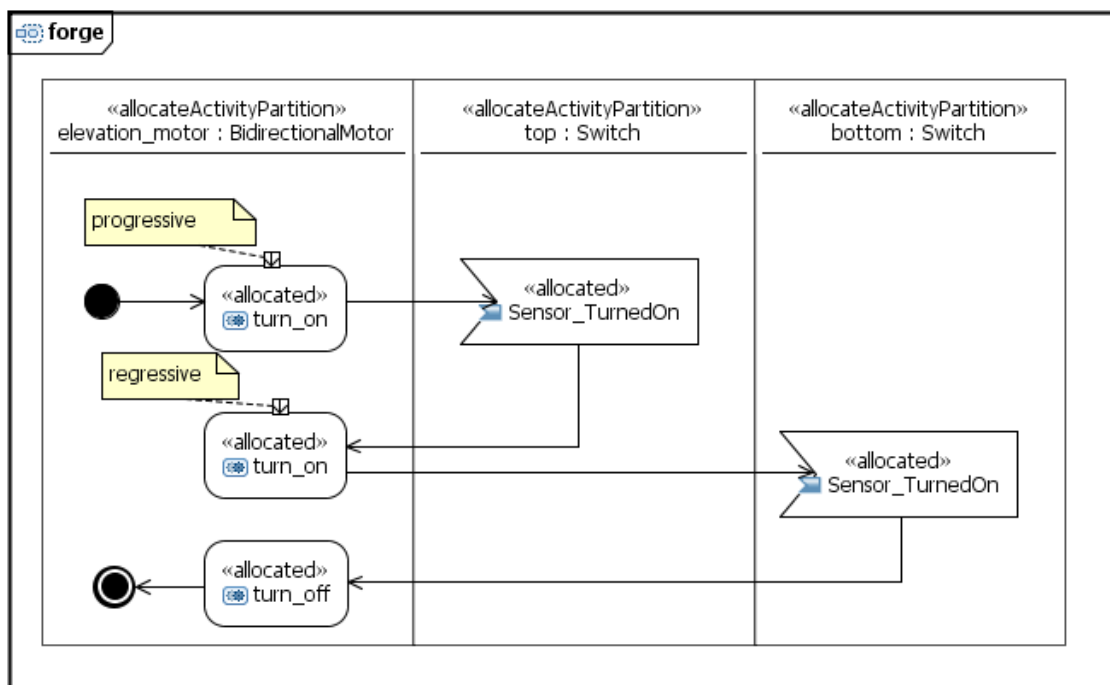 forge
«allocateActivityPartition»
elevation_motor : BidirectionalMotor
«allocateActivityPartition»
top : Switch
«allocateActivityPartition»
bottom : Switch
progressive
«allocated»
turn_on
«allocated»
Sensor_TurnedOn
regressive
«allocated»
turn_on
«allocated»
Sensor_TurnedOn
«allocated»
turn_off